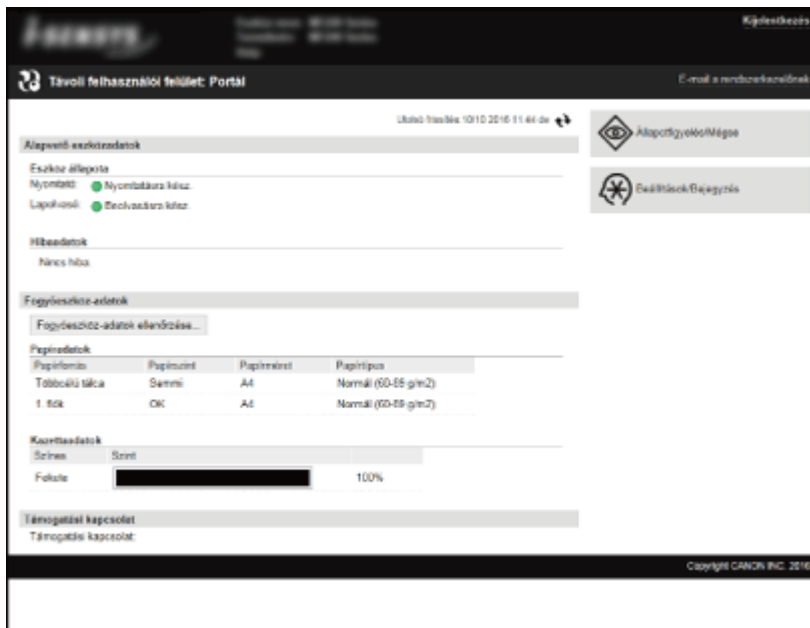 Kijelentkezés
Távoli felhasználói felület: Portál
E-mail a rendszerkezelőnek
Utolsó frissítés: 10/10 2016 11:44 de.
Alapvető eszközadatok
Eszköz állapota
Nyomtató: Nyomtatásra kész.
Lapolvasó: Beolvasásra kész.
Hibaadatok
Nincs hiba.
Fogyóeszköz-adatok
Fogyóeszköz-adatok ellenőrzése...
Papíradatok
Papírforrás Papírszint Papírméret Papírtípus
Többcélú tálca Semmi A4 Normál (60-89 g/m2)
1. fiók OK A4 Normál (60-89 g/m2)
Kazettaadatok
Színes Szint
Fekete 100%
Támogatási kapcsolat
Támogatási kapcsolat:
Állapotfigyelés/Mégse
Beállítások/Bejegyzés
Copyright CANON INC. 2016